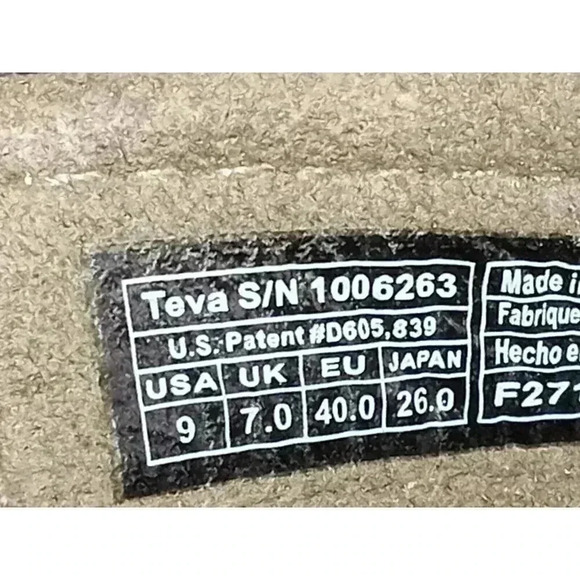 Teva S/N 1006263
U.S. Patent #D605,839
USA UK EU JAPAN
9 7.0 40.0 26.0
Made
Fabrique
Hecho